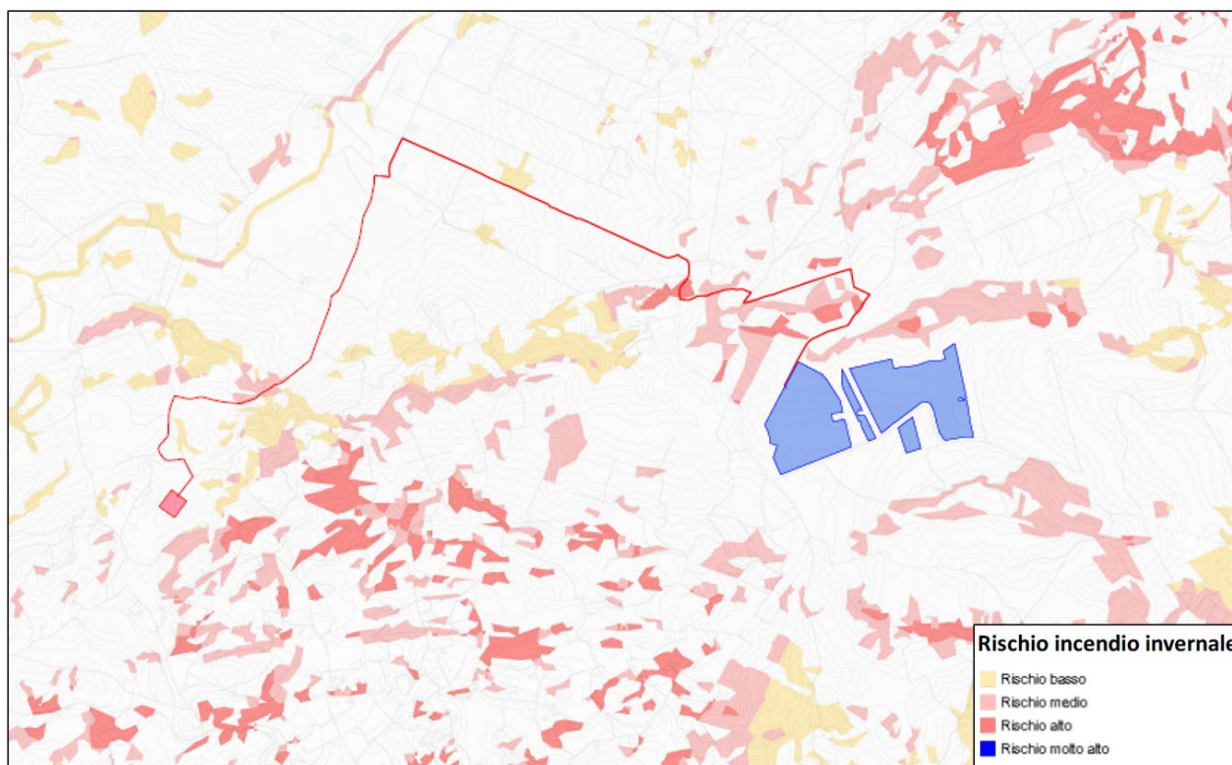 Rischio incendio invernale
Rischio basso
Rischio medio
Rischio alto
Rischio molto alto